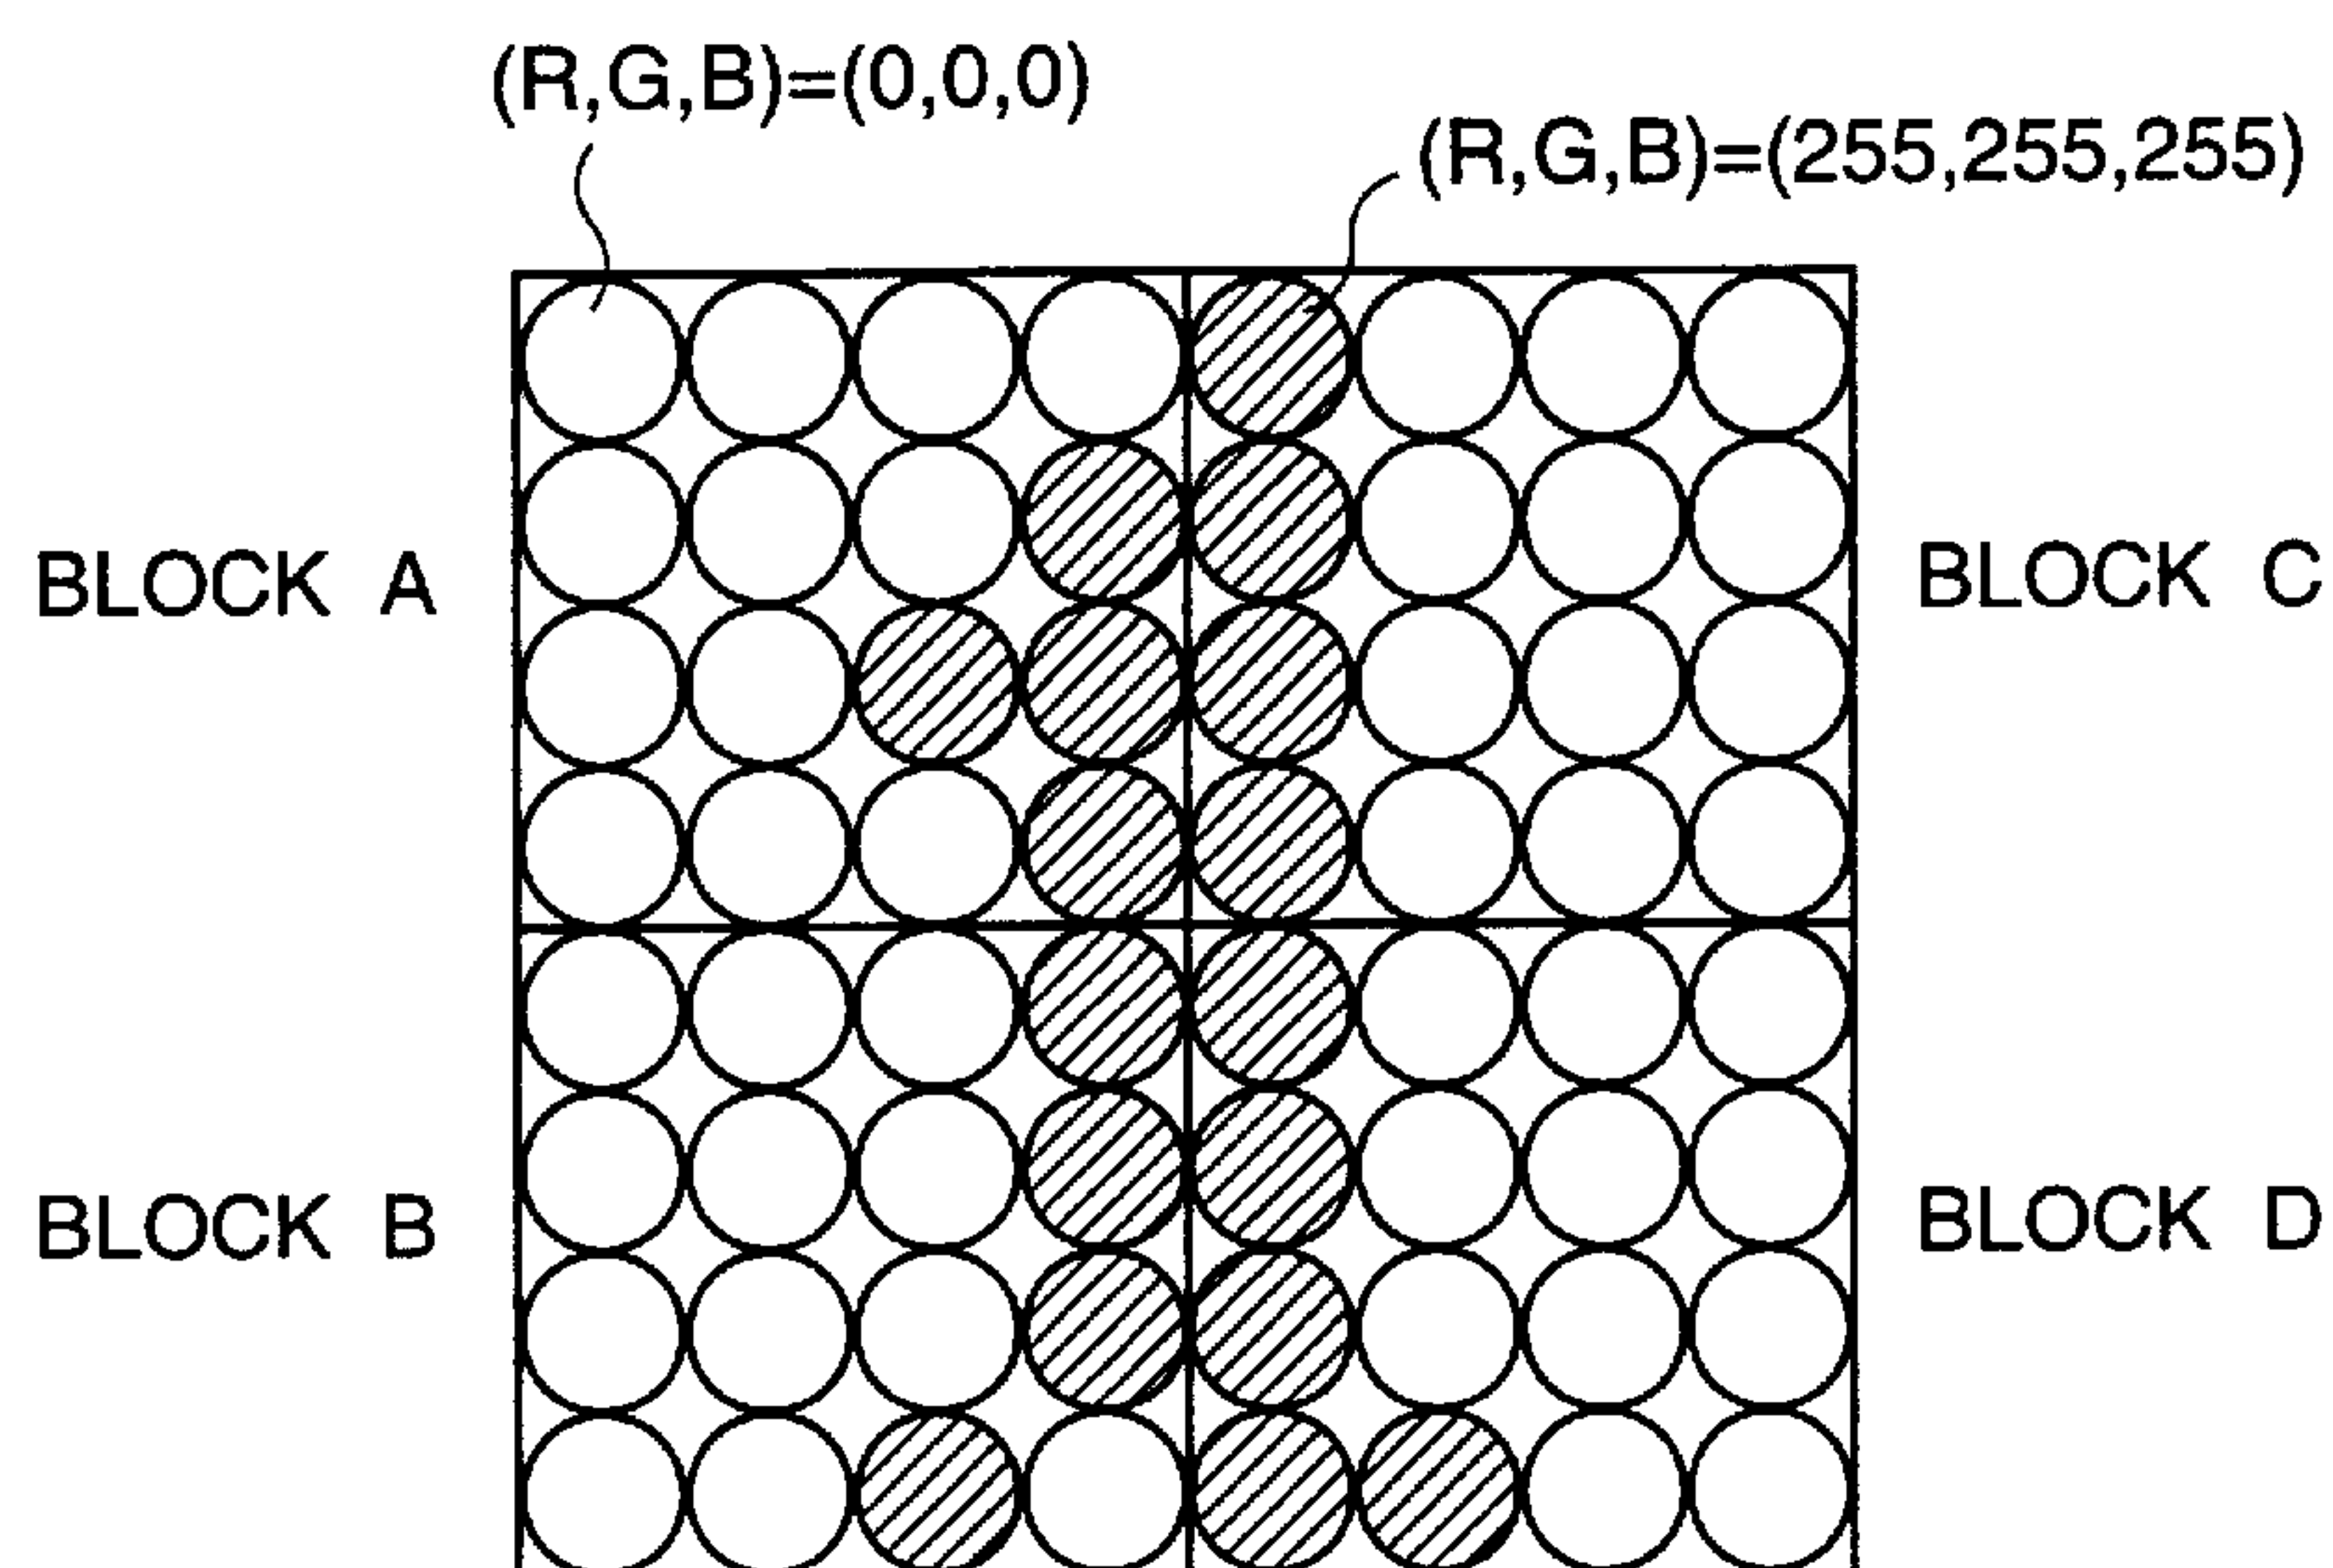 (R,G,B)=(0,0,0)
(R,G,B)=(255,255,255)
BLOCK A
BLOCK C
BLOCK B
BLOCK D